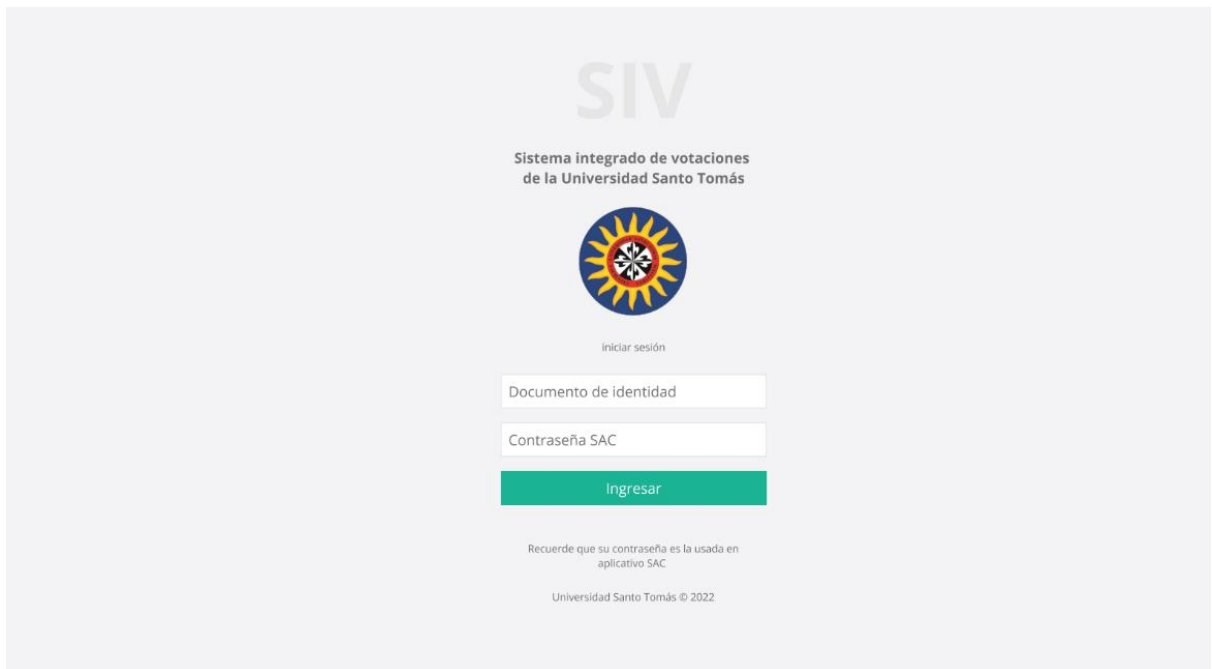 SIV
Sistema integrado de votaciones
de la Universidad Santo Tomás
iniciar sesión
Documento de identidad
Contraseña SAC
Ingresar
Recuerde que su contraseña es la usada en
aplicativo SAC
Universidad Santo Tomás © 2022